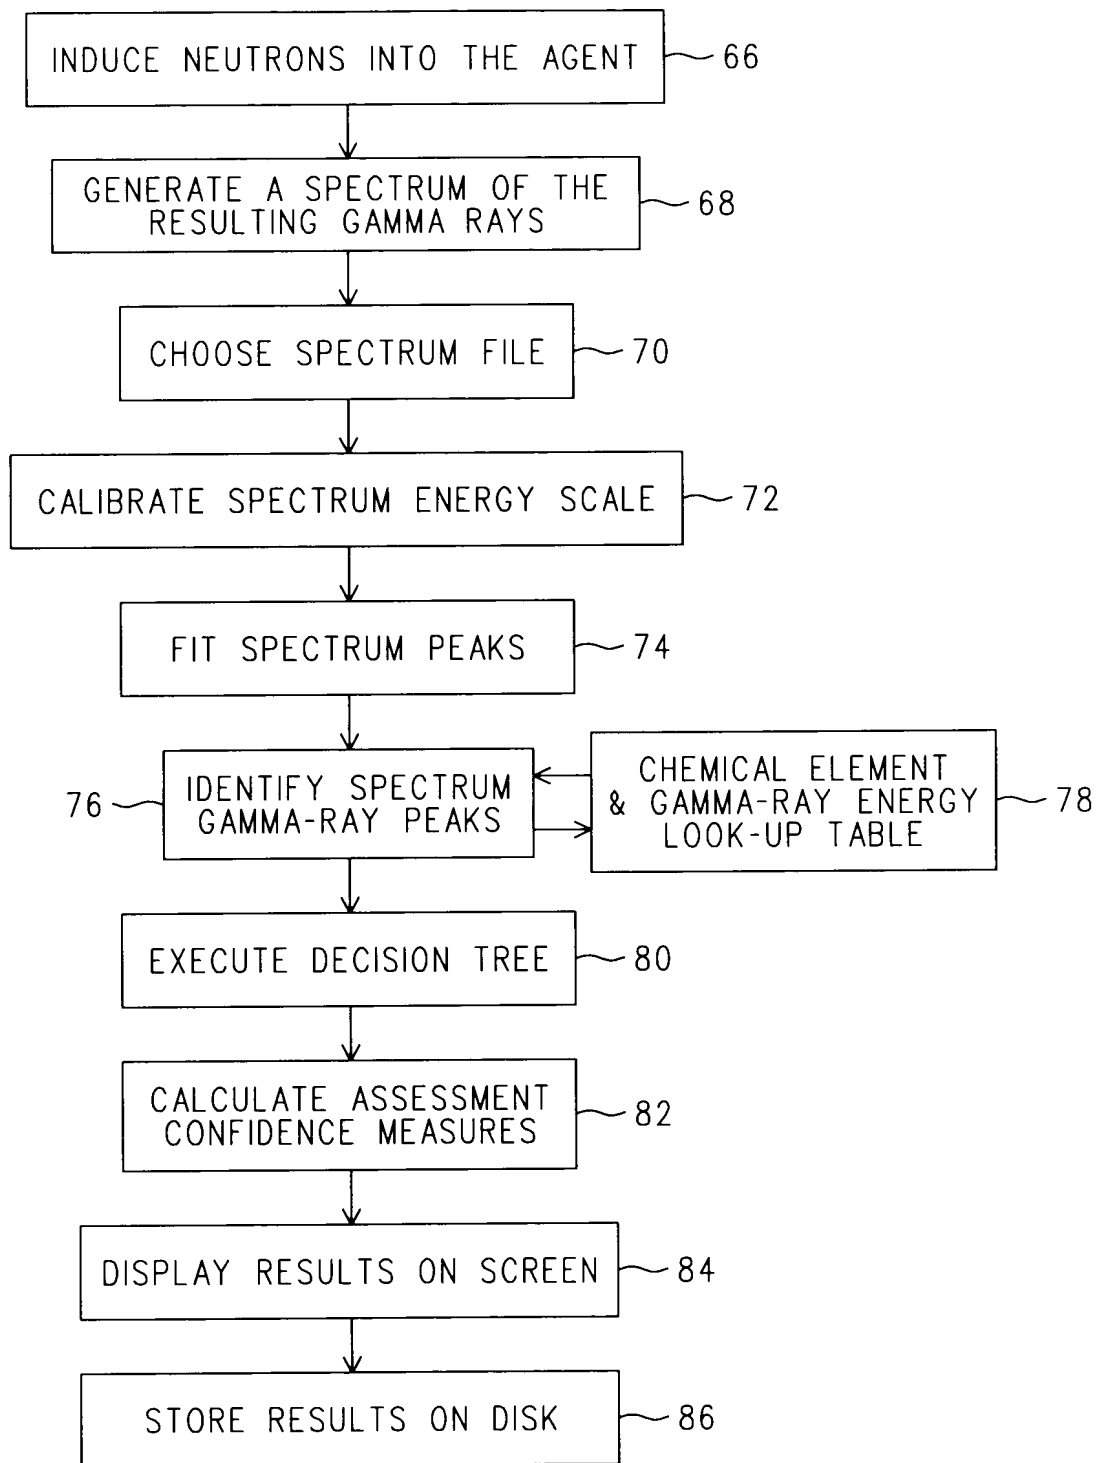 INDUCE NEUTRONS INTO THE AGENT
66
GENERATE A SPECTRUM OF THE
RESULTING GAMMA RAYS
68
CHOOSE SPECTRUM FILE
70
CALIBRATE SPECTRUM ENERGY SCALE
72
FIT SPECTRUM PEAKS
74
76
IDENTIFY SPECTRUM
GAMMA-RAY PEAKS
CHEMICAL ELEMENT
& GAMMA-RAY ENERGY
LOOK-UP TABLE
78
EXECUTE DECISION TREE
80
CALCULATE ASSESSMENT
CONFIDENCE MEASURES
82
DISPLAY RESULTS ON SCREEN
84
STORE RESULTS ON DISK
86